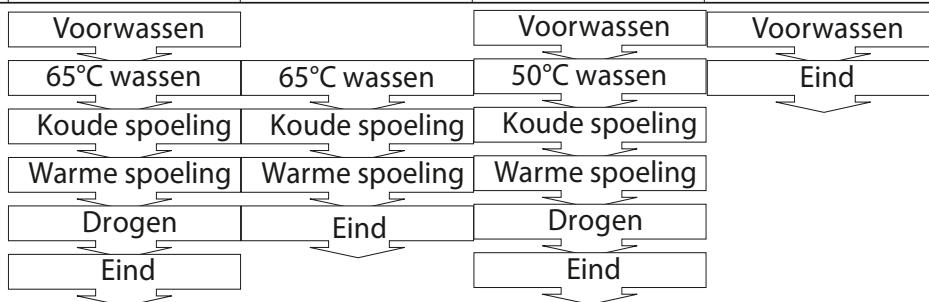 Voorwassen Voorwassen Voorwassen
65°C wassen 65°C wassen 50°C wassen Eind
Koude spoeling Koude spoeling Koude spoeling
Warme spoeling Warme spoeling Warme spoeling
Drogen Eind Drogen
Eind Eind